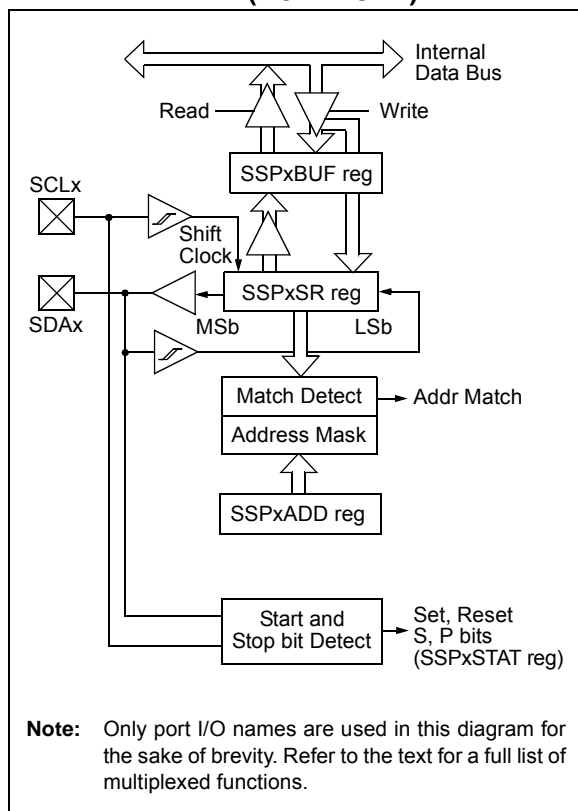 Internal
Data Bus
Read
Write
SSPxBUF reg
SCLx
Shift
Clock
SSPxSR reg
SDAx
MSb
LSb
Match Detect
Addr Match
Address Mask
SSPxADD reg
Start and
Stop bit Detect
Set, Reset
S, P bits
(SSPxSTAT reg)
Note: Only port I/O names are used in this diagram for
the sake of brevity. Refer to the text for a full list of
multiplexed functions.